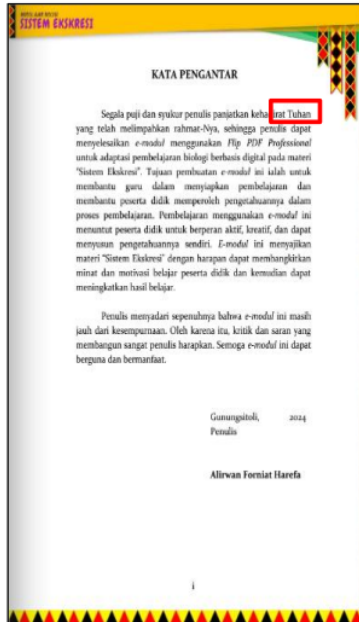 SISTEM EKSKRESI
KATA PENGANTAR
Segala puji dan syukur penulis panjatkan kehadirat Tuhan
yang telah melimpahkan rahmat-Nya, sehingga penulis dapat
menyelesaikan e-modul menggunakan Flip PDF Professional
untuk adaptasi pembelajaran biologi berbasis digital pada materi
"Sistem Ekskresi". Tujuan pembuatan e-modul ini ialah untuk
membantu guru dalam menyiapkan pembelajaran dan
membantu peserta didik memperoleh pengetahuannya dalam
proses pembelajaran. Pembelajaran menggunakan e-modul ini
menuntut peserta didik untuk berperan aktif, kreatif, dan dapat
menyusun pengetahuannya sendiri. E-modul ini menyajikan
materi "Sistem Ekskresi" dengan harapan dapat membangkitkan
minat dan motivasi belajar peserta didik dan kemudian dapat
meningkatkan hasil belajar.
Penulis menyadari sepenuhnya bahwa e-modul ini masih
jauh dari kesempurnaan. Oleh karena itu, kritik dan saran yang
membangun sangat penulis harapkan. Semoga e-modul ini dapat
berguna dan bermanfaat.
Gunungsitoli, 2024
Penulis
Alirwan Forniat Harefa
i